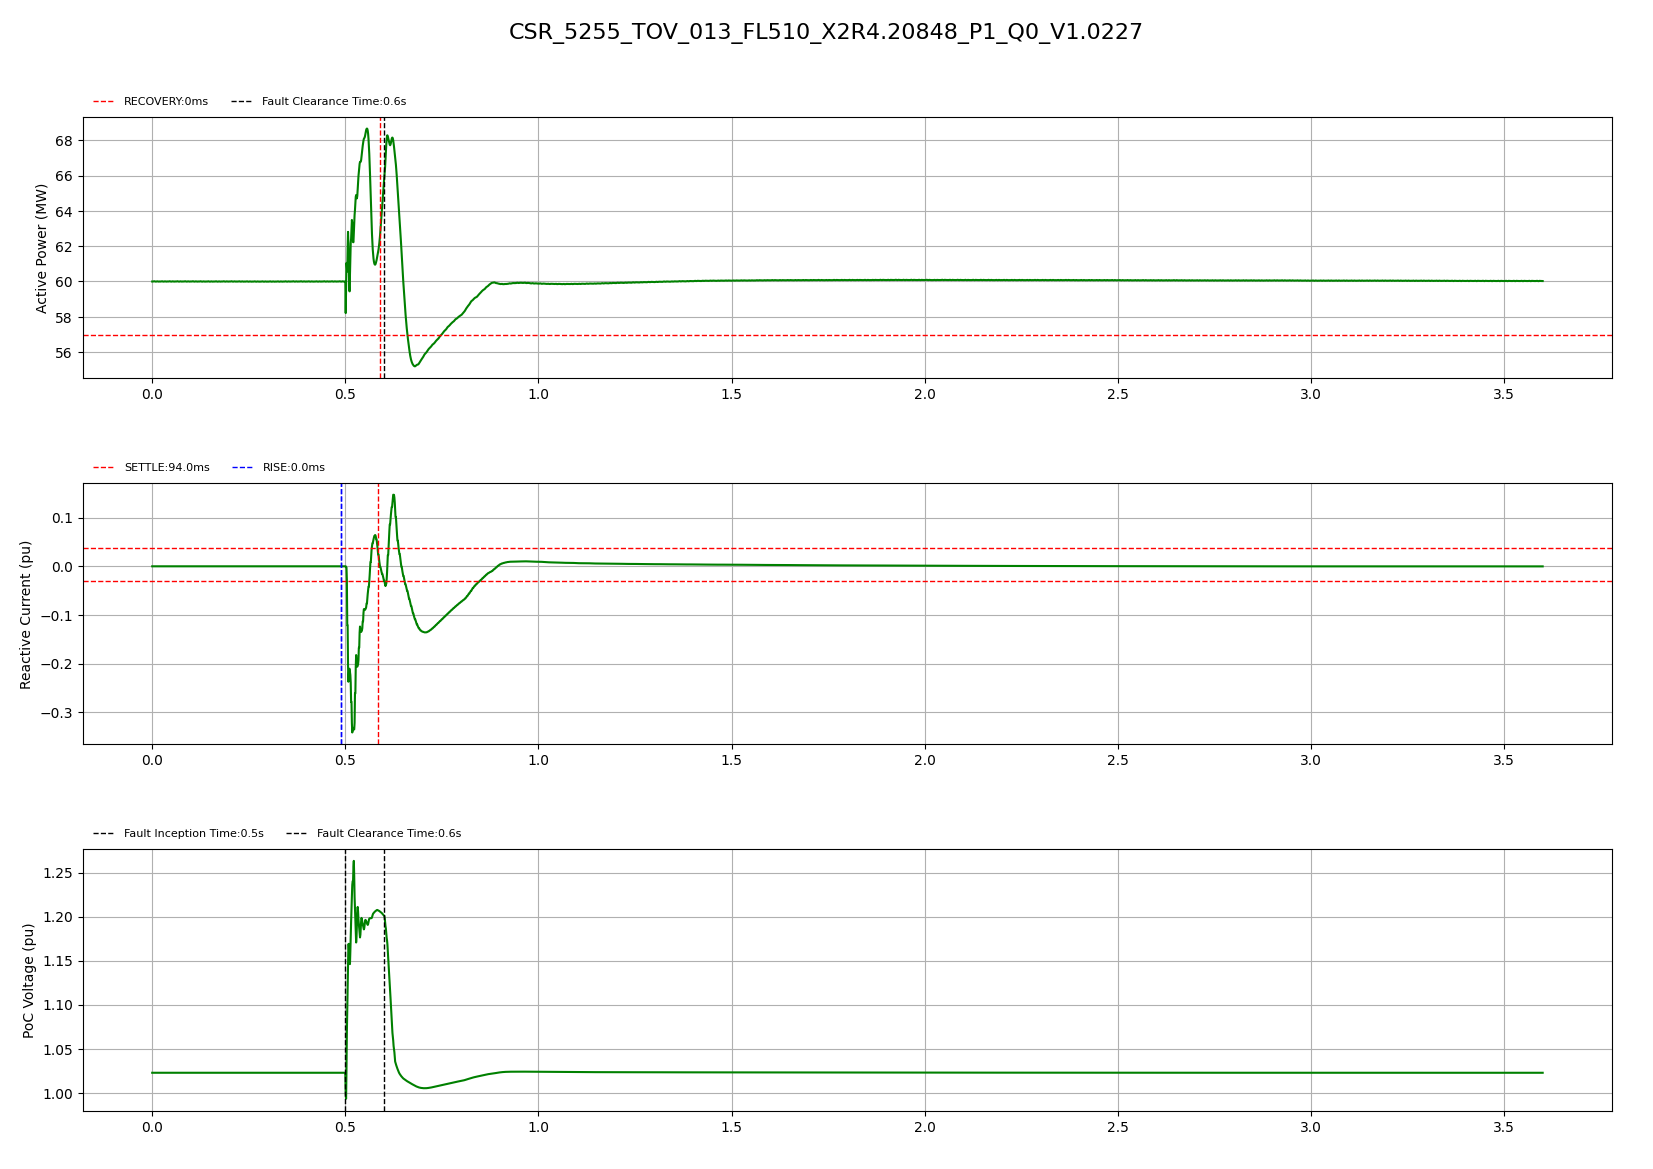 CSR_5255_TOV_013_FL510_X2R4.20848_P1_Q0_V1.0227
RECOVERY:0ms Fault Clearance Time:0.6s
Active Power (MW)
68
66
64
62
60
58
56
0.0 0.5 1.0 1.5 2.0 2.5 3.0 3.5
SETTLE:94.0ms RISE:0.0ms
Reactive Current (pu)
0.1
0.0
−0.1
−0.2
−0.3
0.0 0.5 1.0 1.5 2.0 2.5 3.0 3.5
Fault Inception Time:0.5s Fault Clearance Time:0.6s
PoC Voltage (pu)
1.25
1.20
1.15
1.10
1.05
1.00
0.0 0.5 1.0 1.5 2.0 2.5 3.0 3.5